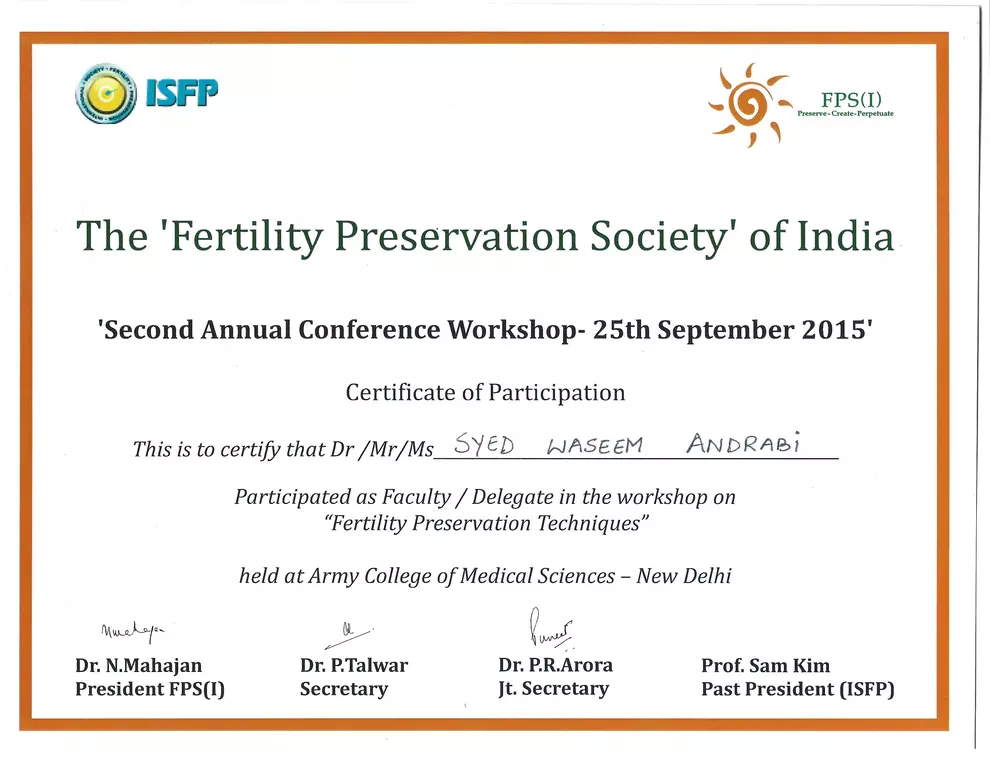 ISFP
FPS(I)
Preserve - Create - Perpetuate
The 'Fertility Preservation Society' of India
'Second Annual Conference Workshop- 25th September 2015'
Certificate of Participation
This is to certify that Dr /Mr/Ms SYED WASEEM ANDRABI
Participated as Faculty / Delegate in the workshop on
“Fertility Preservation Techniques”
held at Army College of Medical Sciences – New Delhi
Dr. N.Mahajan Dr. P.Talwar Dr. P.R.Arora Prof. Sam Kim
President FPS(I) Secretary Jt. Secretary Past President (ISFP)